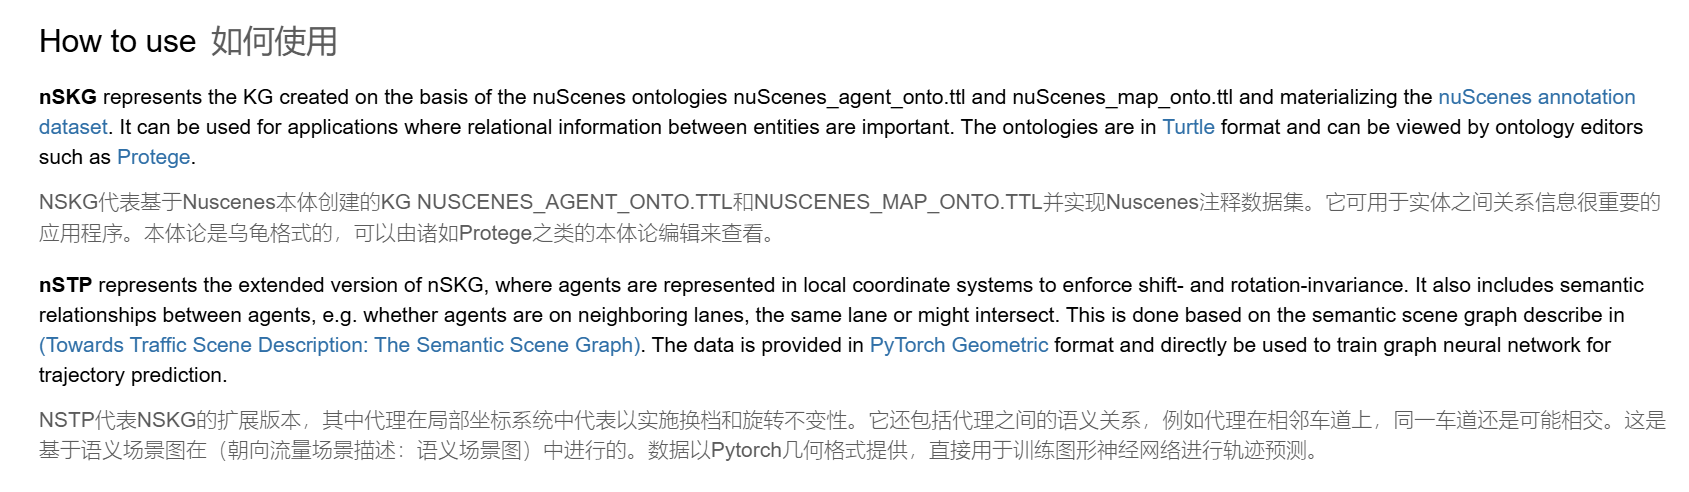 How to use 如何使用
nSKG represents the KG created on the basis of the nuScenes ontologies nuScenes_agent_onto.ttl and nuScenes_map_onto.ttl and materializing the nuScenes annotation
dataset. It can be used for applications where relational information between entities are important. The ontologies are in Turtle format and can be viewed by ontology editors
such as Protege.
NSKG代表基于Nuscenes本体创建的KG NUSCENES_AGENT_ONTO.TTL和NUSCENES_MAP_ONTO.TTL并实现Nuscenes注释数据集。它可用于实体之间关系信息很重要的
应用程序。本体论是乌龟格式的，可以由诸如Protege之类的本体论编辑来查看。
nSTP represents the extended version of nSKG, where agents are represented in local coordinate systems to enforce shift- and rotation-invariance. It also includes semantic
relationships between agents, e.g. whether agents are on neighboring lanes, the same lane or might intersect. This is done based on the semantic scene graph describe in
(Towards Traffic Scene Description: The Semantic Scene Graph). The data is provided in PyTorch Geometric format and directly be used to train graph neural network for
trajectory prediction.
NSTP代表NSKG的扩展版本，其中代理在局部坐标系统中代表以实施换档和旋转不变性。它还包括代理之间的语义关系，例如代理在相邻车道上，同一车道还是可能相交。这是
基于语义场景图在（朝向流量场景描述：语义场景图）中进行的。数据以Pytorch几何格式提供，直接用于训练图形神经网络进行轨迹预测。